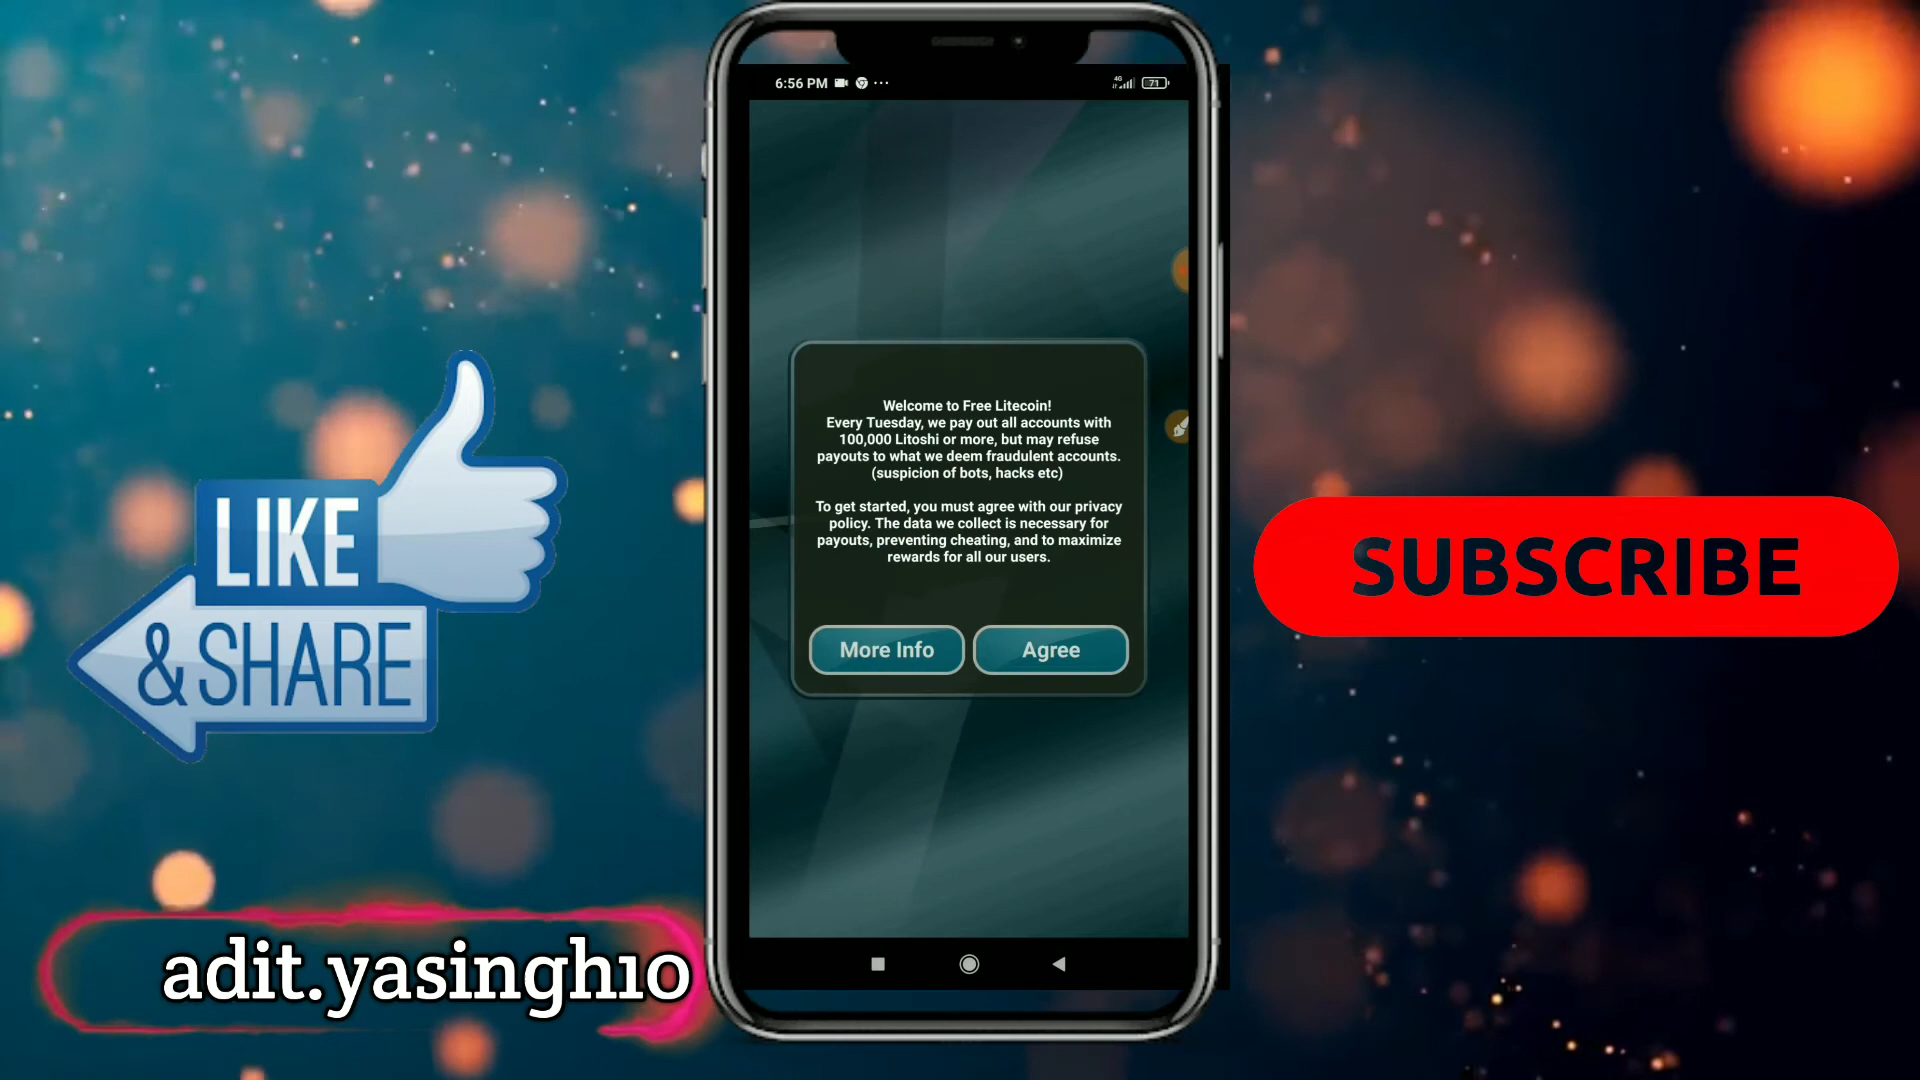 6:56 PM
4G
71
Welcome to Free Litecoin!
Every Tuesday, we pay out all accounts with
100,000 Litoshi or more, but may refuse
payouts to what we deem fraudulent accounts.
(suspicion of bots, hacks etc)
To get started, you must agree with our privacy
policy. The data we collect is necessary for
payouts, preventing cheating, and to maximize
rewards for all our users.
More Info
Agree
LIKE
& SHARE
SUBSCRIBE
adit.yasingh10